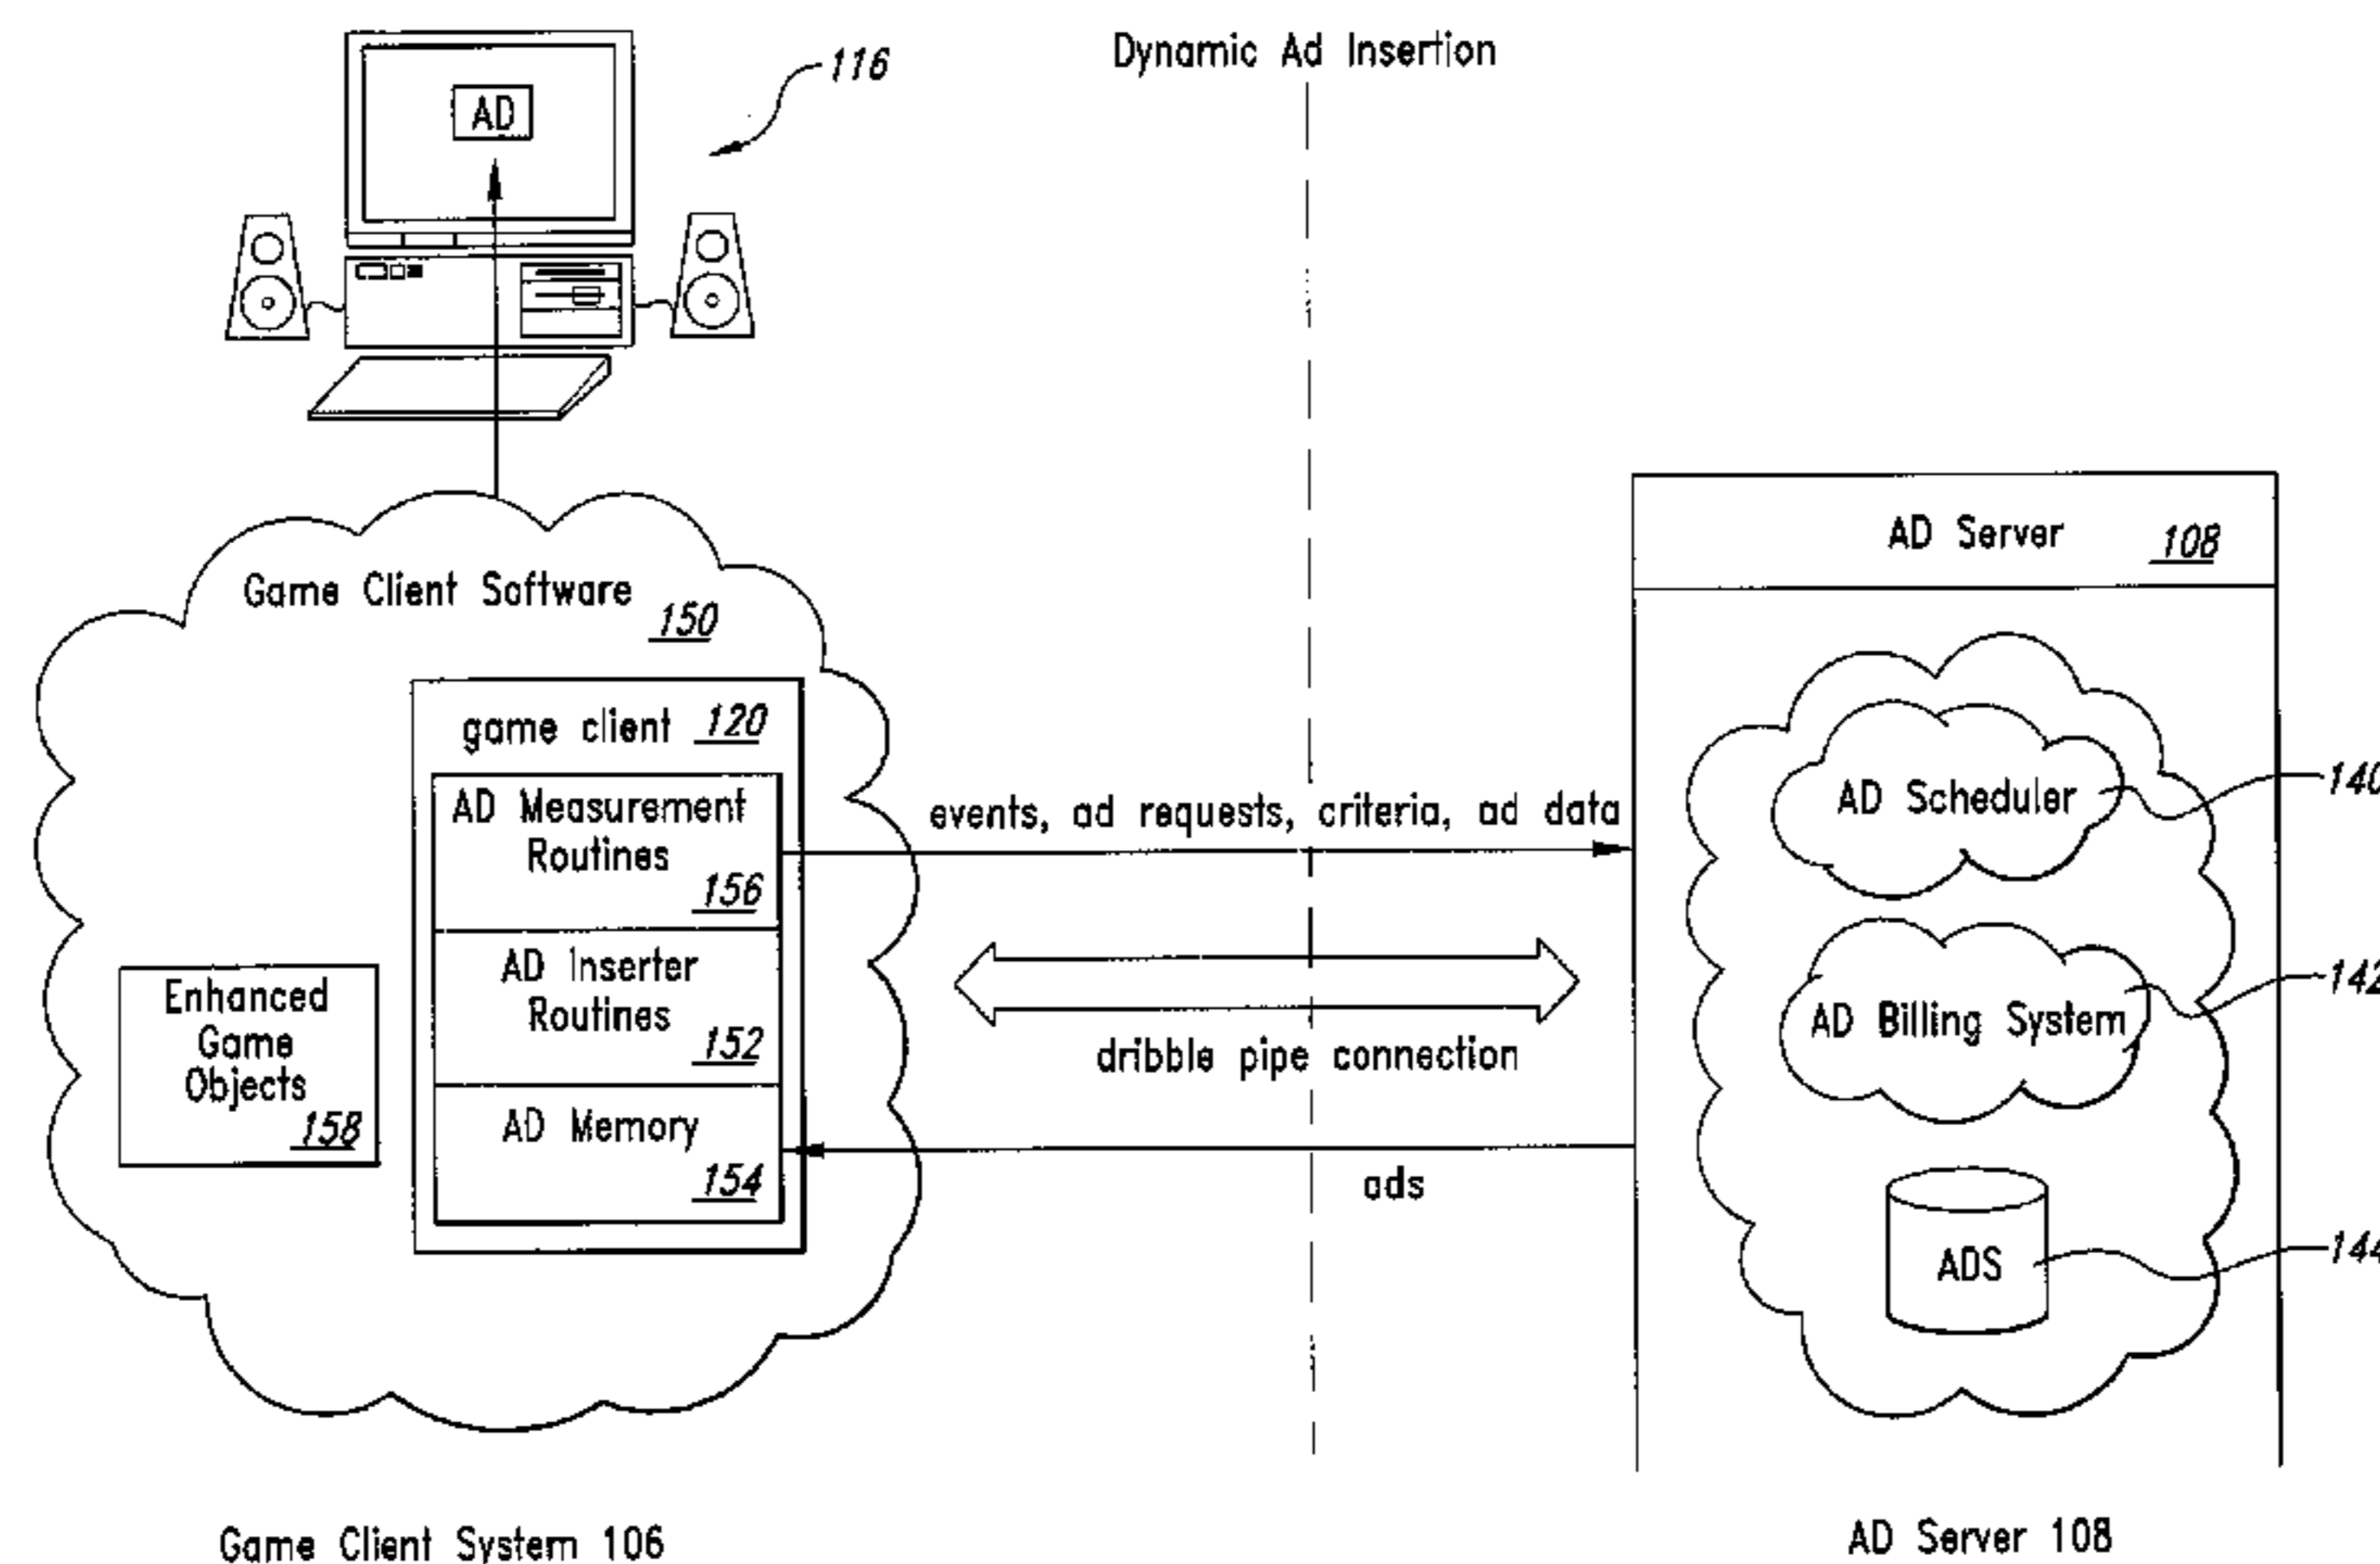 Dynamic Ad Insertion
116
AD
AD Server 108
Game Client Software
150
game client 120
AD Measurement
Routines
156
AD Inserter
Routines
152
AD Memory
154
Enhanced
Game
Objects
158
events, ad requests, criteria, ad data
dribble pipe connection
ads
AD Scheduler
140
AD Billing System
142
ADS
144
Game Client System 106
AD Server 108